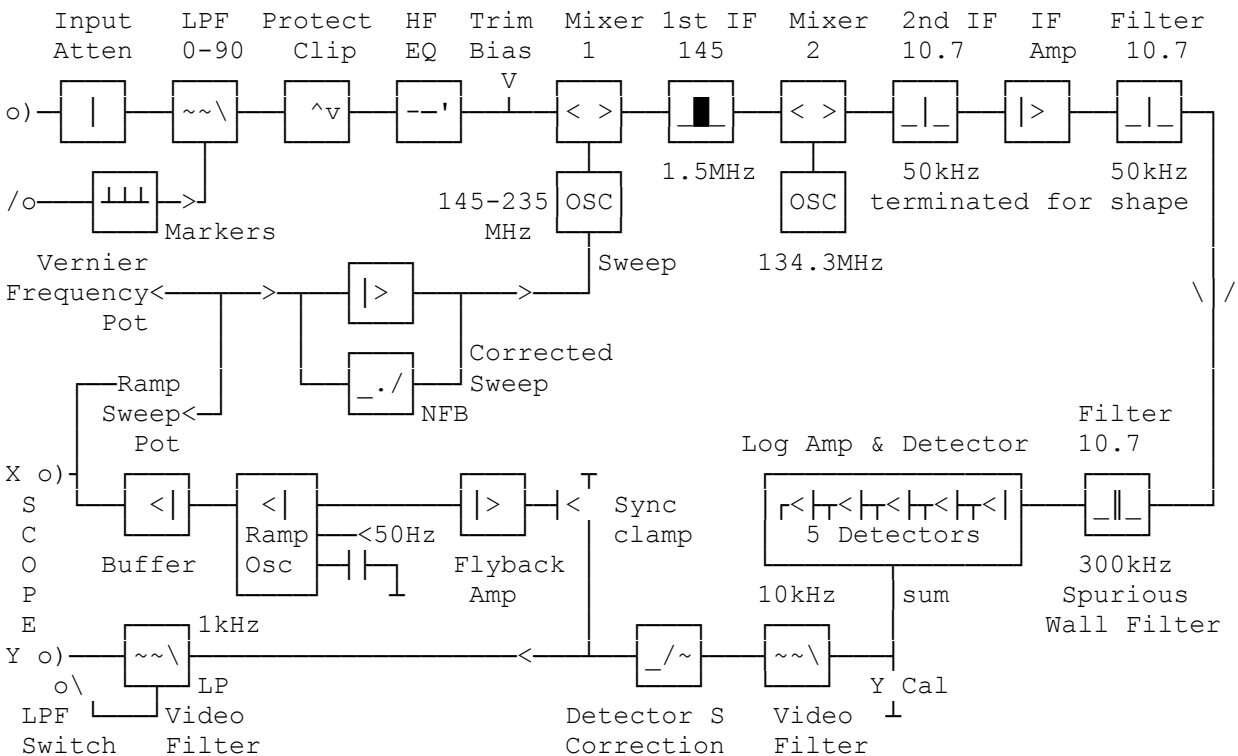 Input LPF Protect HF Trim Mixer 1st IF Mixer 2nd IF IF Filter
Atten 0-90 Clip EQ Bias 1 145 2 10.7 Amp 10.7
V
o) | ~~\ ^v --' < > _█_ < > _|_ |> _|_
1.5MHz 50kHz 50kHz
/o > 145-235 OSC OSC terminated for shape
Markers MHz
Vernier Sweep 134.3MHz
Frequency< > |> > \ /
Pot
Corrected
Ramp _./ Sweep
Sweep< NFB Filter
Pot Log Amp & Detector 10.7
X o)
S <| <| |> < Sync < < < < <| _||_
C Ramp <50Hz clamp 5 Detectors
O Buffer Osc Flyback 300kHz
P Amp 10kHz sum Spurious
E 1kHz Wall Filter
Y o) ~~\ < _/~ ~~\
o\ LP Y Cal
LPF Video Detector S Video
Switch Filter Correction Filter